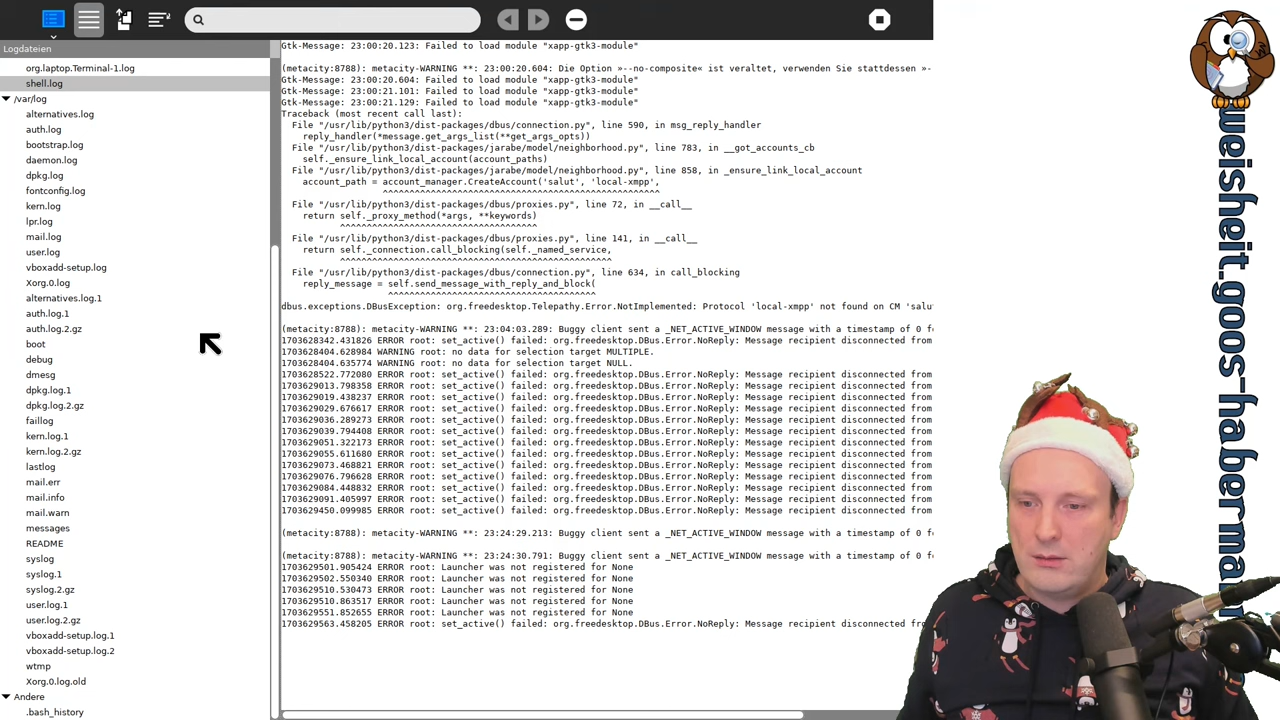 Logdateien
org.laptop.Terminal-1.log
shell.log
/var/log
alternatives.log
auth.log
bootstrap.log
daemon.log
dpkg.log
fontconfig.log
kern.log
lpr.log
mail.log
user.log
vboxadd-setup.log
Xorg.0.log
alternatives.log.1
auth.log.1
auth.log.2.gz
boot
debug
dmesg
dpkg.log.1
dpkg.log.2.gz
faillog
kern.log.1
kern.log.2.gz
lastlog
mail.err
mail.info
mail.warn
messages
README
syslog
syslog.1
syslog.2.gz
user.log.1
user.log.2.gz
vboxadd-setup.log.1
vboxadd-setup.log.2
wtmp
Xorg.0.log.old
Andere
.bash_history
Gtk-Message: 23:00:20.123: Failed to load module "xapp-gtk3-module"
(metacity:8788): metacity-WARNING **: 23:00:20.604: Die Option »--no-composite« ist veraltet, verwenden Sie stattdessen »-
Gtk-Message: 23:00:20.604: Failed to load module "xapp-gtk3-module"
Gtk-Message: 23:00:21.101: Failed to load module "xapp-gtk3-module"
Gtk-Message: 23:00:21.129: Failed to load module "xapp-gtk3-module"
Traceback (most recent call last):
File "/usr/lib/python3/dist-packages/dbus/connection.py", line 590, in msg_reply_handler
reply_handler(*message.get_args_list(**get_args_opts))
File "/usr/lib/python3/dist-packages/jarabe/model/neighborhood.py", line 783, in __got_accounts_cb
self._ensure_link_local_account(account_paths)
File "/usr/lib/python3/dist-packages/jarabe/model/neighborhood.py", line 858, in _ensure_link_local_account
account_path = account_manager.CreateAccount('salut', 'local-xmpp',
^^^^^^^^^^^^^^^^^^^^^^^^^^^^^^^^^^^^^^^^^^^^^^^^^^^^
File "/usr/lib/python3/dist-packages/dbus/proxies.py", line 72, in __call__
return self._proxy_method(*args, **keywords)
^^^^^^^^^^^^^^^^^^^^^^^^^^^^^^^^^^^^^
File "/usr/lib/python3/dist-packages/dbus/proxies.py", line 141, in __call__
return self._connection.call_blocking(self._named_service,
^^^^^^^^^^^^^^^^^^^^^^^^^^^^^^^^^^^^^^^^^^^^^^^^^^^
File "/usr/lib/python3/dist-packages/dbus/connection.py", line 634, in call_blocking
reply_message = self.send_message_with_reply_and_block(
^^^^^^^^^^^^^^^^^^^^^^^^^^^^^^^^^^^^^^^
dbus.exceptions.DBusException: org.freedesktop.Telepathy.Error.NotImplemented: Protocol 'local-xmpp' not found on CM 'salu
(metacity:8788): metacity-WARNING **: 23:04:03.289: Buggy client sent a _NET_ACTIVE_WINDOW message with a timestamp of 0 f
1703628342.431826 ERROR root: set_active() failed: org.freedesktop.DBus.Error.NoReply: Message recipient disconnected from
1703628404.628984 WARNING root: no data for selection target MULTIPLE.
1703628404.635774 WARNING root: no data for selection target NULL.
1703628522.772080 ERROR root: set_active() failed: org.freedesktop.DBus.Error.NoReply: Message recipient disconnected from
1703629013.798358 ERROR root: set_active() failed: org.freedesktop.DBus.Error.NoReply: Message recipient disconnected from
1703629019.438237 ERROR root: set_active() failed: org.freedesktop.DBus.Error.NoReply: Message recipient disconnected from
1703629029.676617 ERROR root: set_active() failed: org.freedesktop.DBus.Error.NoReply: Message recipient disconnected from
1703629036.289273 ERROR root: set_active() failed: org.freedesktop.DBus.Error.NoReply: Message recipient disconnected from
1703629039.794408 ERROR root: set_active() failed: org.freedesktop.DBus.Error.NoReply: Message recipient disconnected from
1703629051.322173 ERROR root: set_active() failed: org.freedesktop.DBus.Error.NoReply: Message recipient disconnected from
1703629055.611680 ERROR root: set_active() failed: org.freedesktop.DBus.Error.NoReply: Message recipient disconnected from
1703629073.468821 ERROR root: set_active() failed: org.freedesktop.DBus.Error.NoReply: Message recipient disconnected from
1703629076.796628 ERROR root: set_active() failed: org.freedesktop.DBus.Error.NoReply: Message recipient disconnected from
1703629084.448832 ERROR root: set_active() failed: org.freedesktop.DBus.Error.NoReply: Message recipient disconnected from
1703629091.405997 ERROR root: set_active() failed: org.freedesktop.DBus.Error.NoReply: Message recipient disconnected from
1703629450.099985 ERROR root: set_active() failed: org.freedesktop.DBus.Error.NoReply: Message recipient disconnected from
(metacity:8788): metacity-WARNING **: 23:24:29.213: Buggy client sent a _NET_ACTIVE_WINDOW message with a timestamp of 0 f
(metacity:8788): metacity-WARNING **: 23:24:30.791: Buggy client sent a _NET_ACTIVE_WINDOW message with a timestamp of 0 f
1703629501.905424 ERROR root: Launcher was not registered for None
1703629502.550340 ERROR root: Launcher was not registered for None
1703629510.530473 ERROR root: Launcher was not registered for None
1703629510.863517 ERROR root: Launcher was not registered for None
1703629551.852655 ERROR root: Launcher was not registered for None
1703629563.458205 ERROR root: set_active() failed: org.freedesktop.DBus.Error.NoReply: Message recipient disconnected from
weisheit.goos-habermann